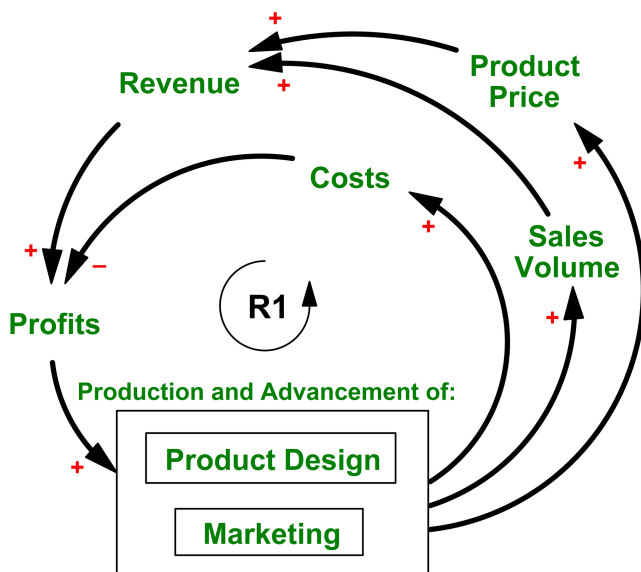 +
Revenue
+
Product
Price
Costs
+
+
Sales
Volume
+
–
R1
+
Profits
Production and Advancement of:
+
Product Design
Marketing